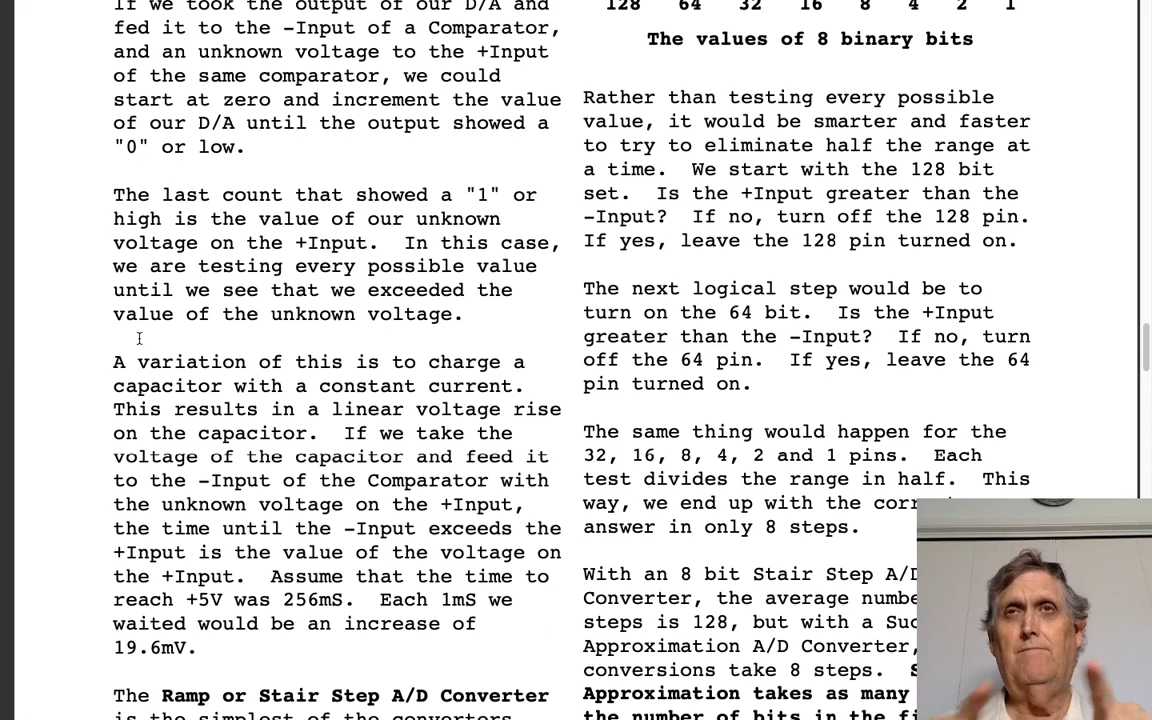 If we took the output of our D/A and
fed it to the -Input of a Comparator,
and an unknown voltage to the +Input
of the same comparator, we could
start at zero and increment the value
of our D/A until the output showed a
"0" or low.
The last count that showed a "1" or
high is the value of our unknown
voltage on the +Input.  In this case,
we are testing every possible value
until we see that we exceeded the
value of the unknown voltage.
A variation of this is to charge a
capacitor with a constant current.
This results in a linear voltage rise
on the capacitor.  If we take the
voltage of the capacitor and feed it
to the -Input of the Comparator with
the unknown voltage on the +Input,
the time until the -Input exceeds the
+Input is the value of the voltage on
the +Input.  Assume that the time to
reach +5V was 256mS.  Each 1mS we
waited would be an increase of
19.6mV.
The Ramp or Stair Step A/D Converter
is the simplest of the converters
128 64 32 16 8 4 2 1
The values of 8 binary bits
Rather than testing every possible
value, it would be smarter and faster
to try to eliminate half the range at
a time.  We start with the 128 bit
set.  Is the +Input greater than the
-Input?  If no, turn off the 128 pin.
If yes, leave the 128 pin turned on.
The next logical step would be to
turn on the 64 bit.  Is the +Input
greater than the -Input?  If no, turn
off the 64 pin.  If yes, leave the 64
pin turned on.
The same thing would happen for the
32, 16, 8, 4, 2 and 1 pins.  Each
test divides the range in half.  This
way, we end up with the corr
answer in only 8 steps.
With an 8 bit Stair Step A/D
Converter, the average numbe
steps is 128, but with a Suc
Approximation A/D Converter,
conversions take 8 steps.
Approximation takes as many
the number of bits in the fi